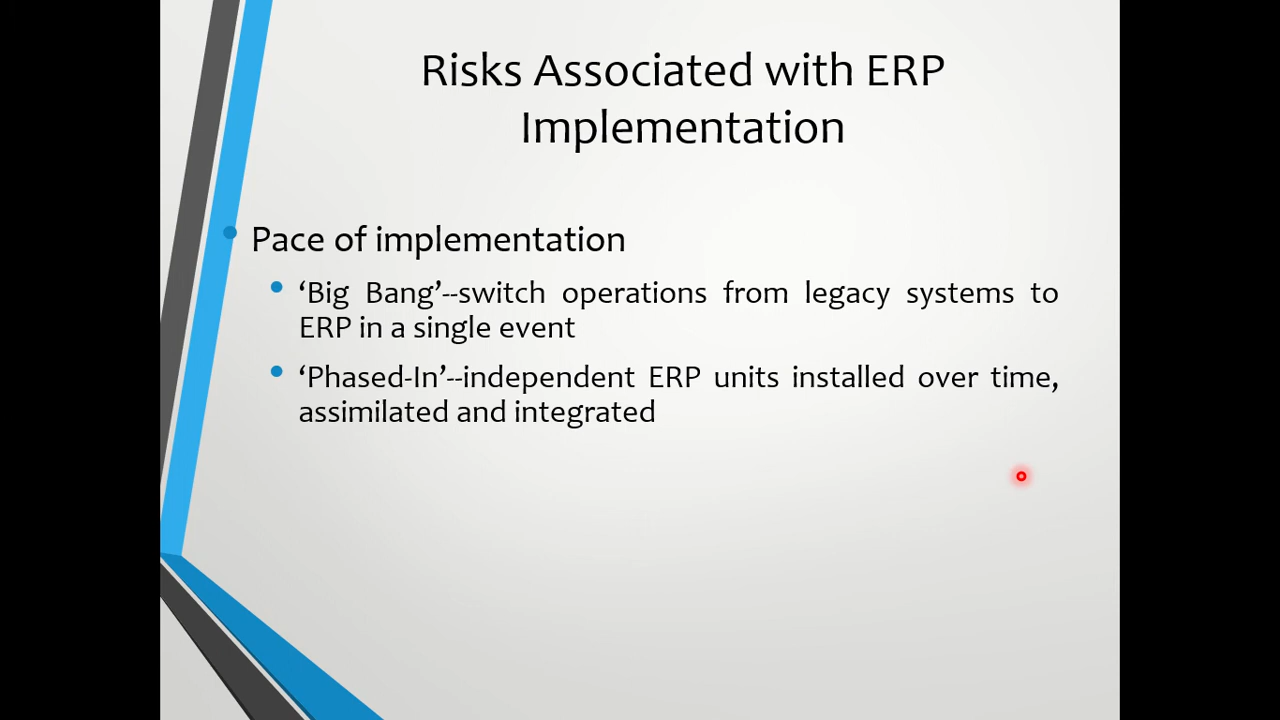 Risks Associated with ERP
Implementation
• Pace of implementation
• ‘Big Bang’--switch operations from legacy systems to
ERP in a single event
• ‘Phased-In’--independent ERP units installed over time,
assimilated and integrated